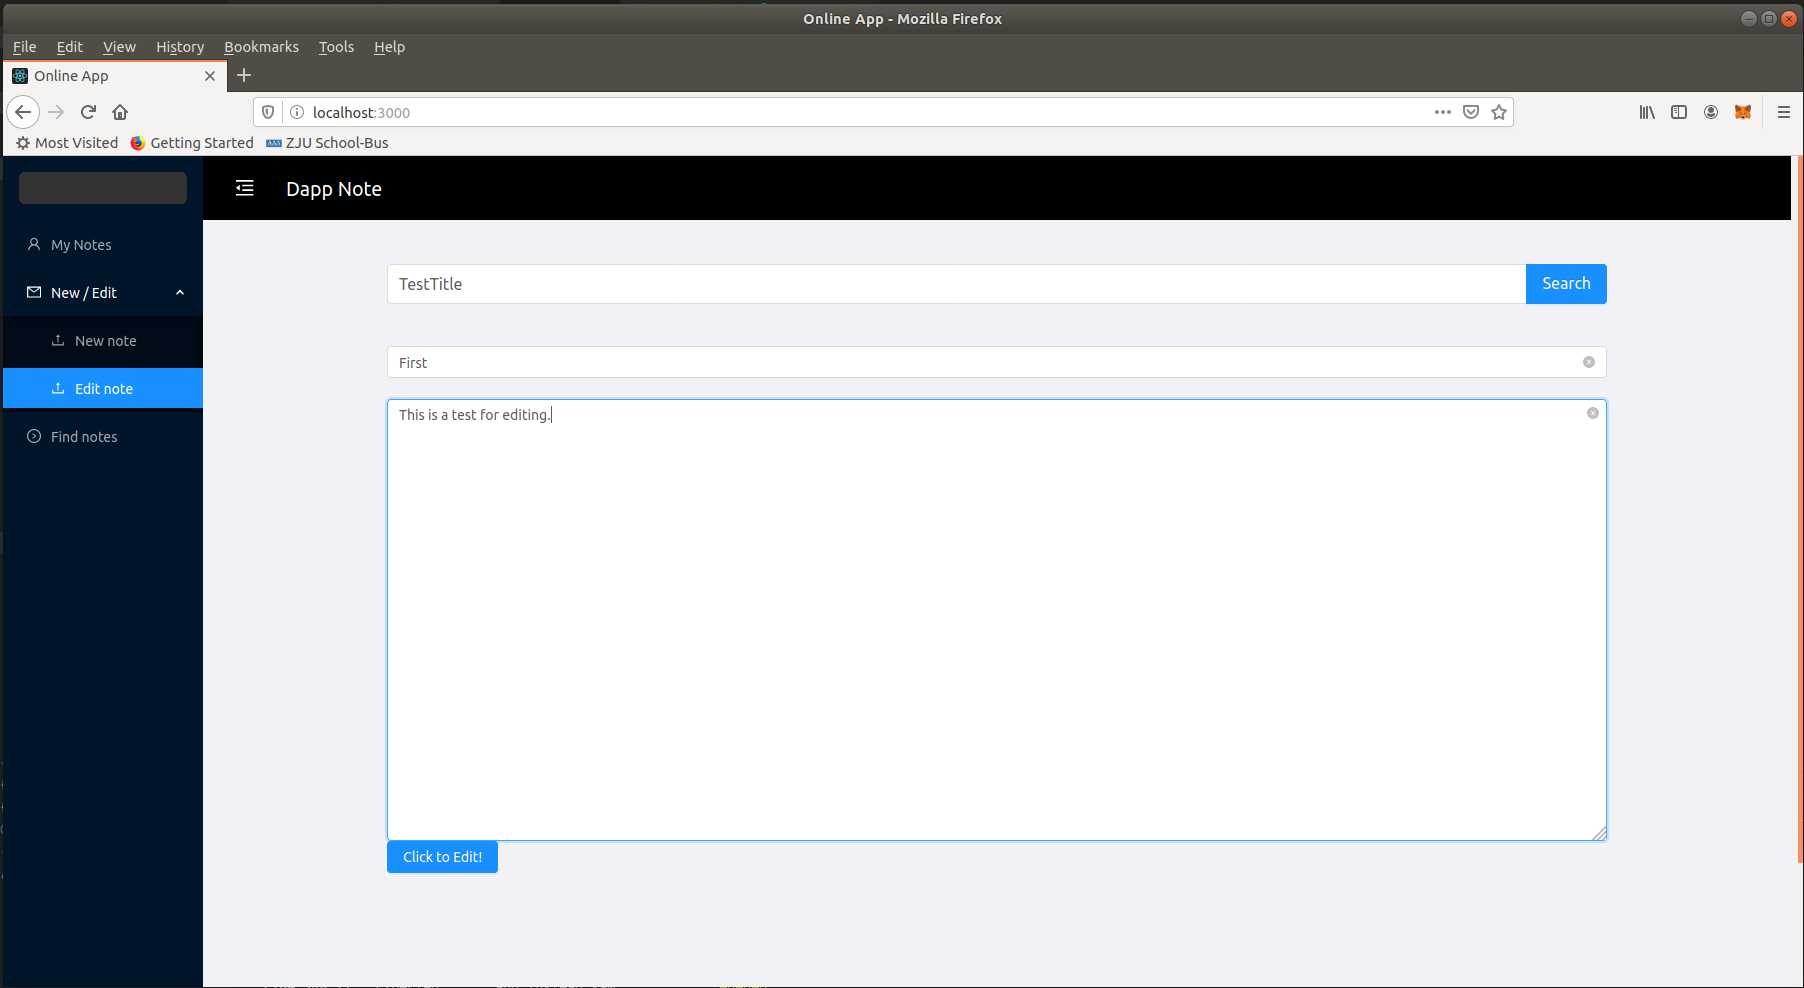 Online App - Mozilla Firefox
File Edit View History Bookmarks Tools Help
Online App
localhost:3000
Most Visited Getting Started ZJU School-Bus
Dapp Note
My Notes
New / Edit
New note
Edit note
Find notes
TestTitle Search
First
This is a test for editing.
Click to Edit!